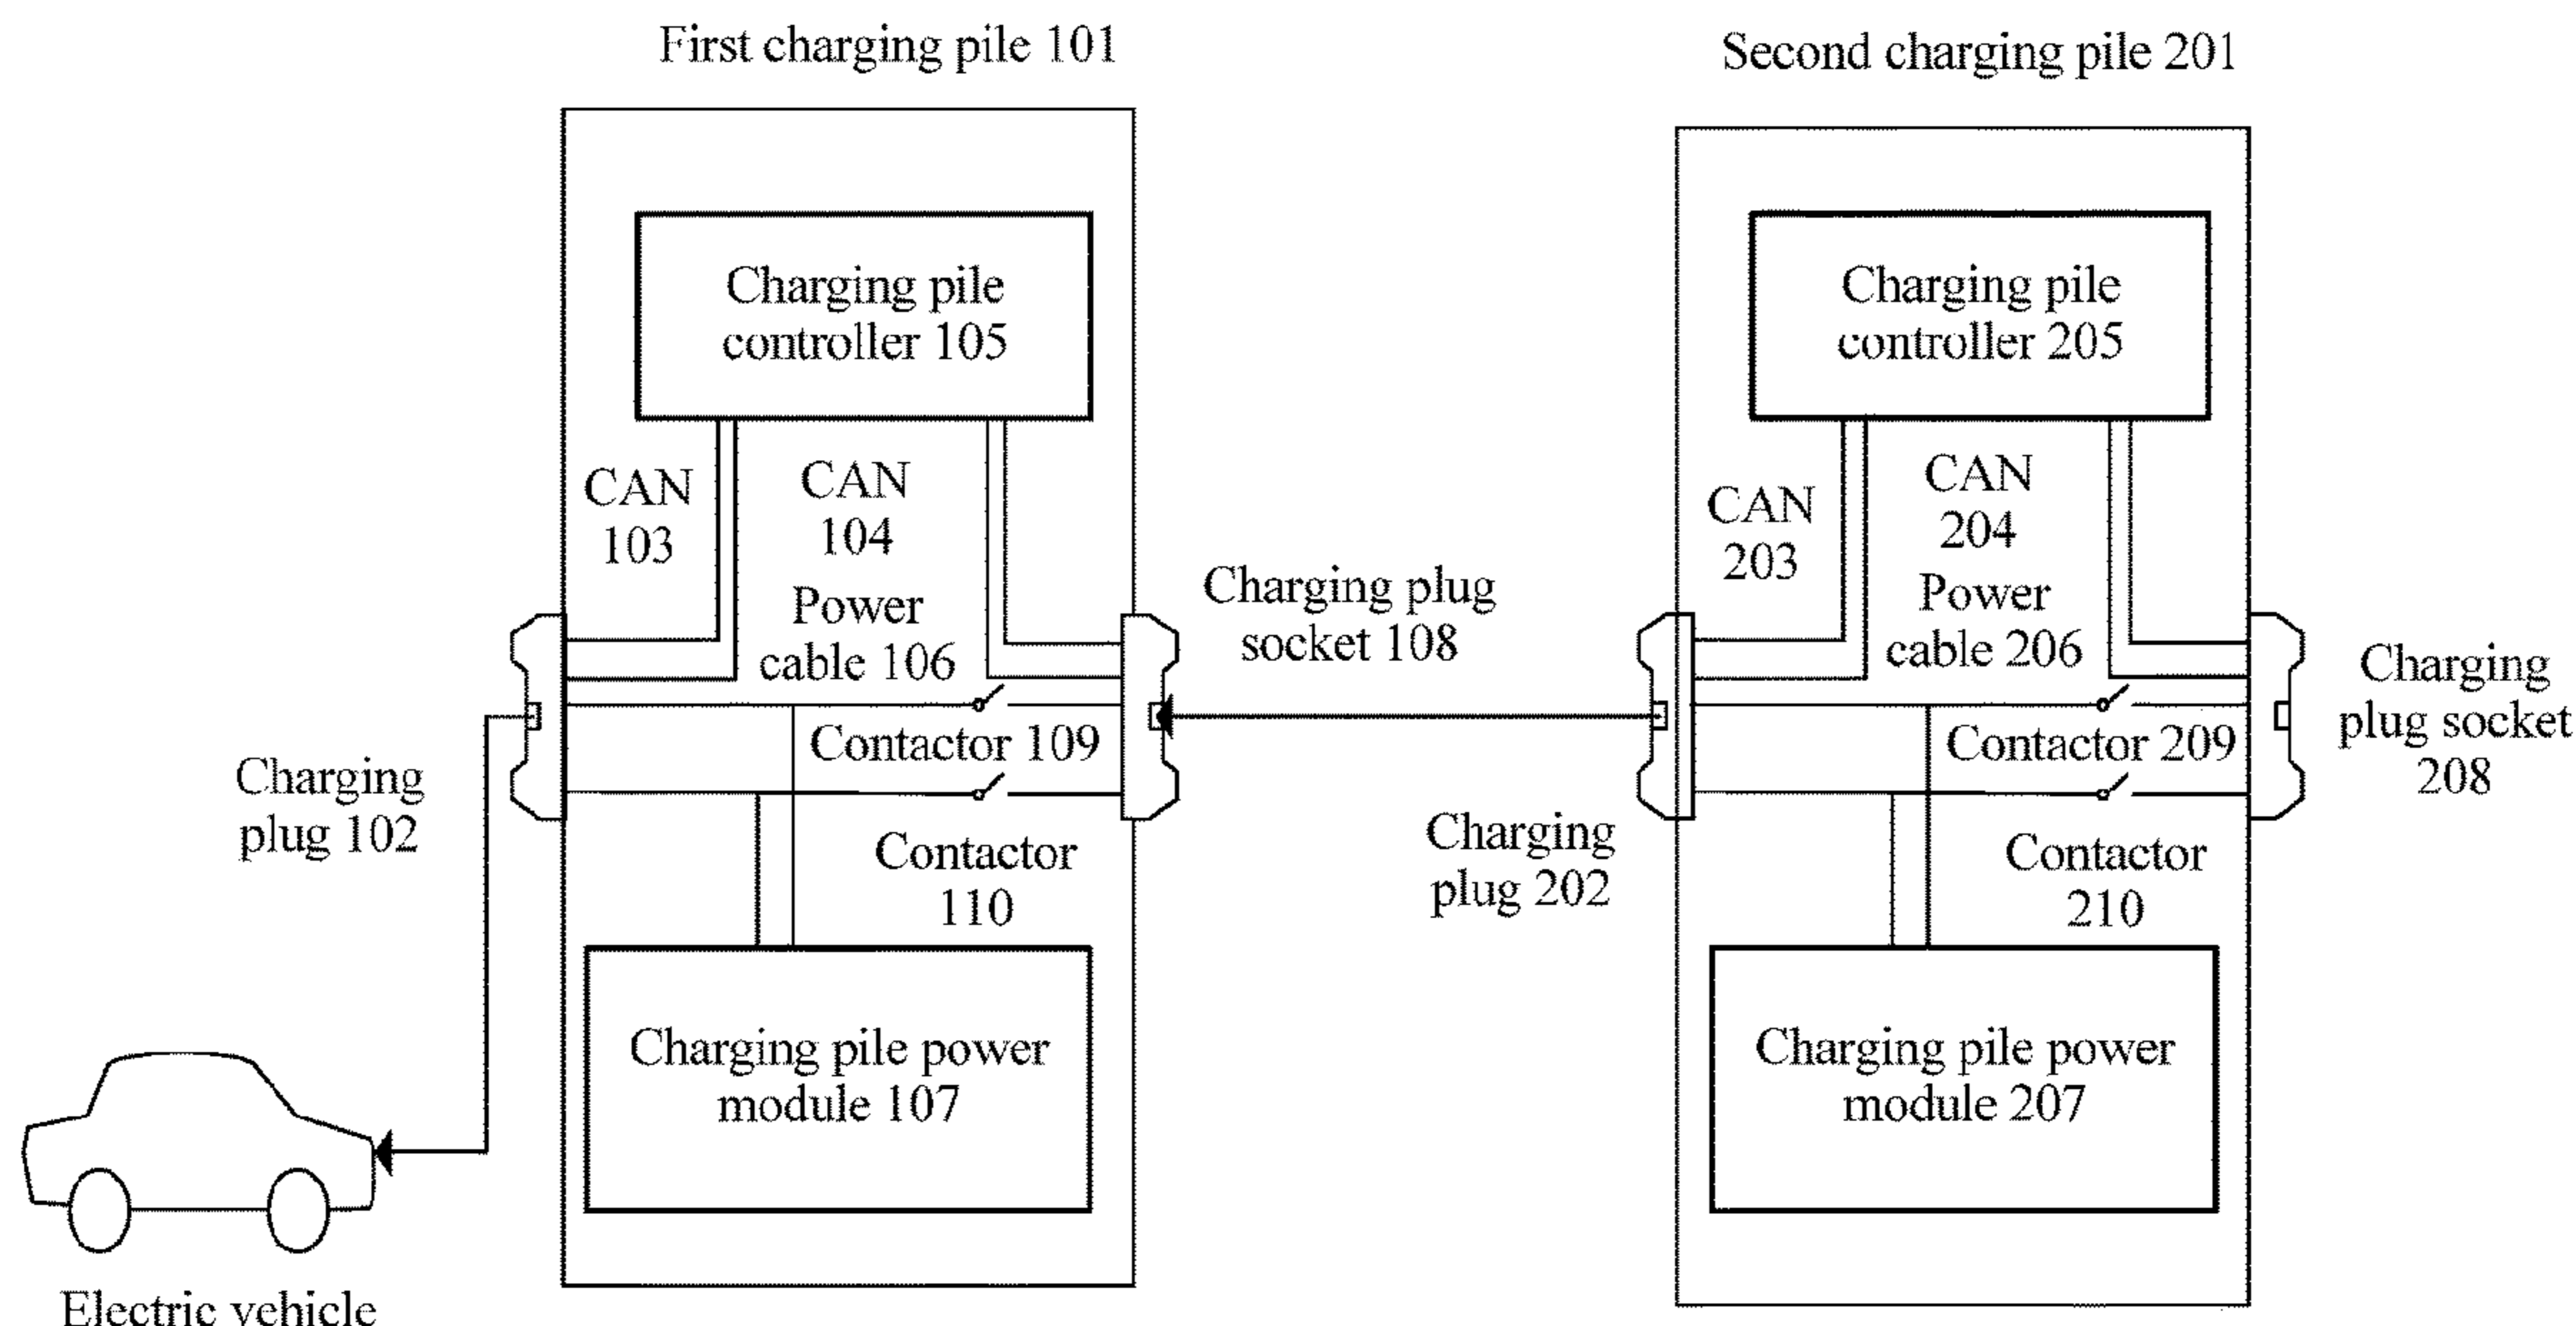 First charging pile 101
Second charging pile 201
Charging pile
controller 105
Charging pile
controller 205
CAN
103
CAN
104
Power
cable 106
Charging plug
socket 108
CAN
203
CAN
204
Power
cable 206
Charging
plug socket
208
Contactor 109
Contactor 209
Charging
plug 102
Contactor
110
Charging
plug 202
Contactor
210
Charging pile power
module 107
Charging pile power
module 207
Electric vehicle